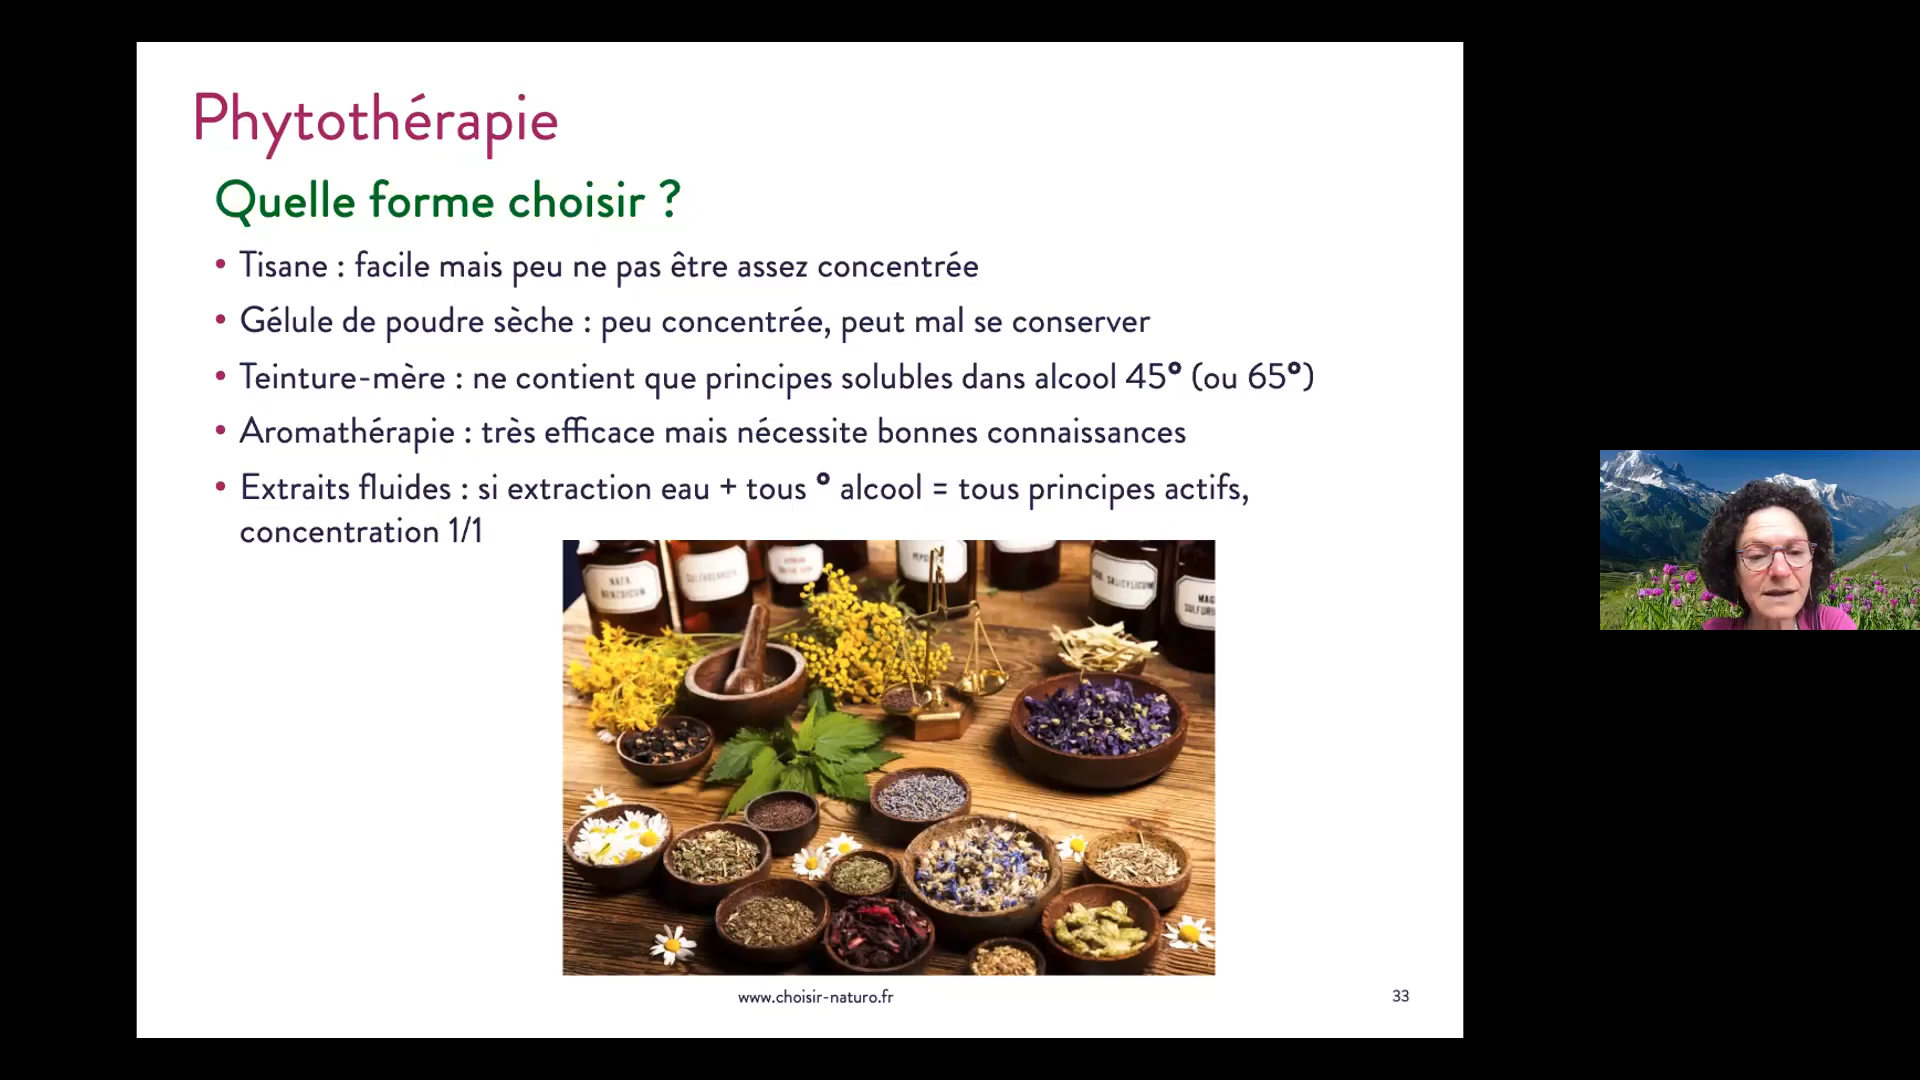 Phytothérapie
Quelle forme choisir ?
• Tisane : facile mais peu ne pas être assez concentrée
• Gélule de poudre sèche : peu concentrée, peut mal se conserver
• Teinture-mère : ne contient que principes solubles dans alcool 45° (ou 65°)
• Aromathérapie : très efficace mais nécessite bonnes connaissances
• Extraits fluides : si extraction eau + tous ° alcool = tous principes actifs,
concentration 1/1
NATR.
BENZOICUM
www.choisir-naturo.fr
33